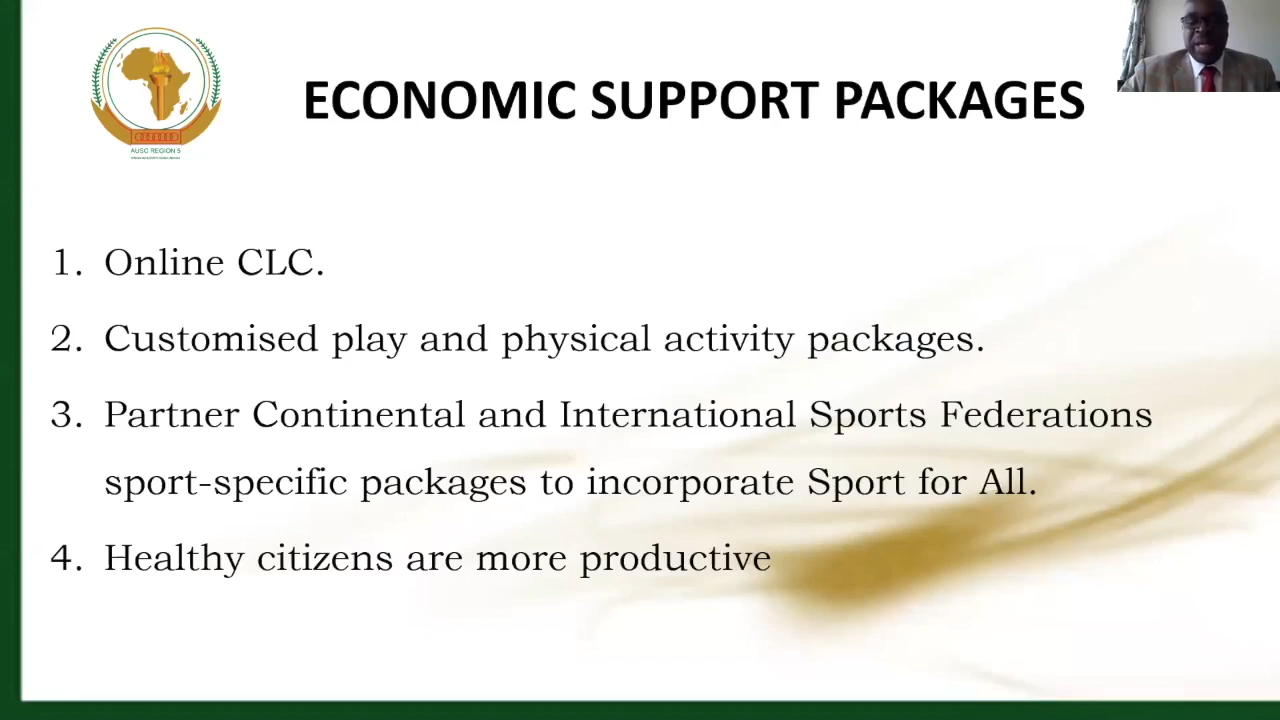 ECONOMIC SUPPORT PACKAGES
AUSC REGION 5
1. Online CLC.
2. Customised play and physical activity packages.
3. Partner Continental and International Sports Federations
sport-specific packages to incorporate Sport for All.
4. Healthy citizens are more productive